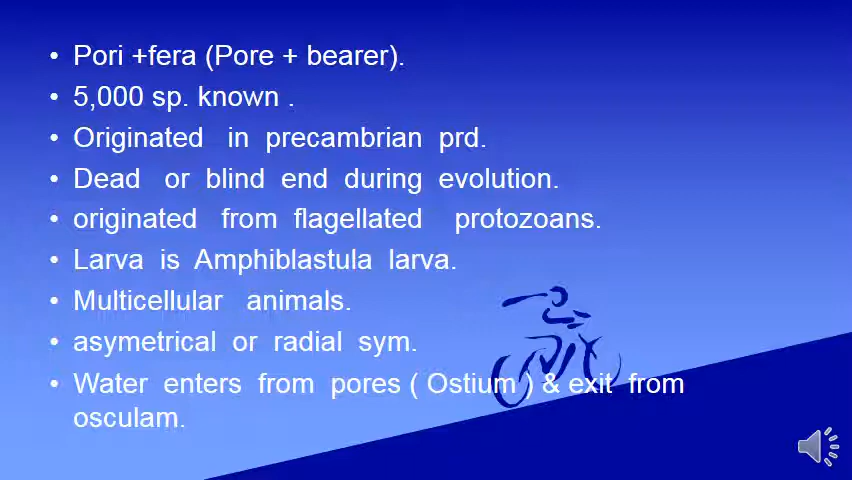 • Pori +fera (Pore + bearer).
• 5,000 sp. known .
• Originated in precambrian prd.
• Dead or blind end during evolution.
• originated from flagellated protozoans.
• Larva is Amphiblastula larva.
• Multicellular animals.
• asymetrical or radial sym.
• Water enters from pores ( Ostium ) & exit from
osculam.